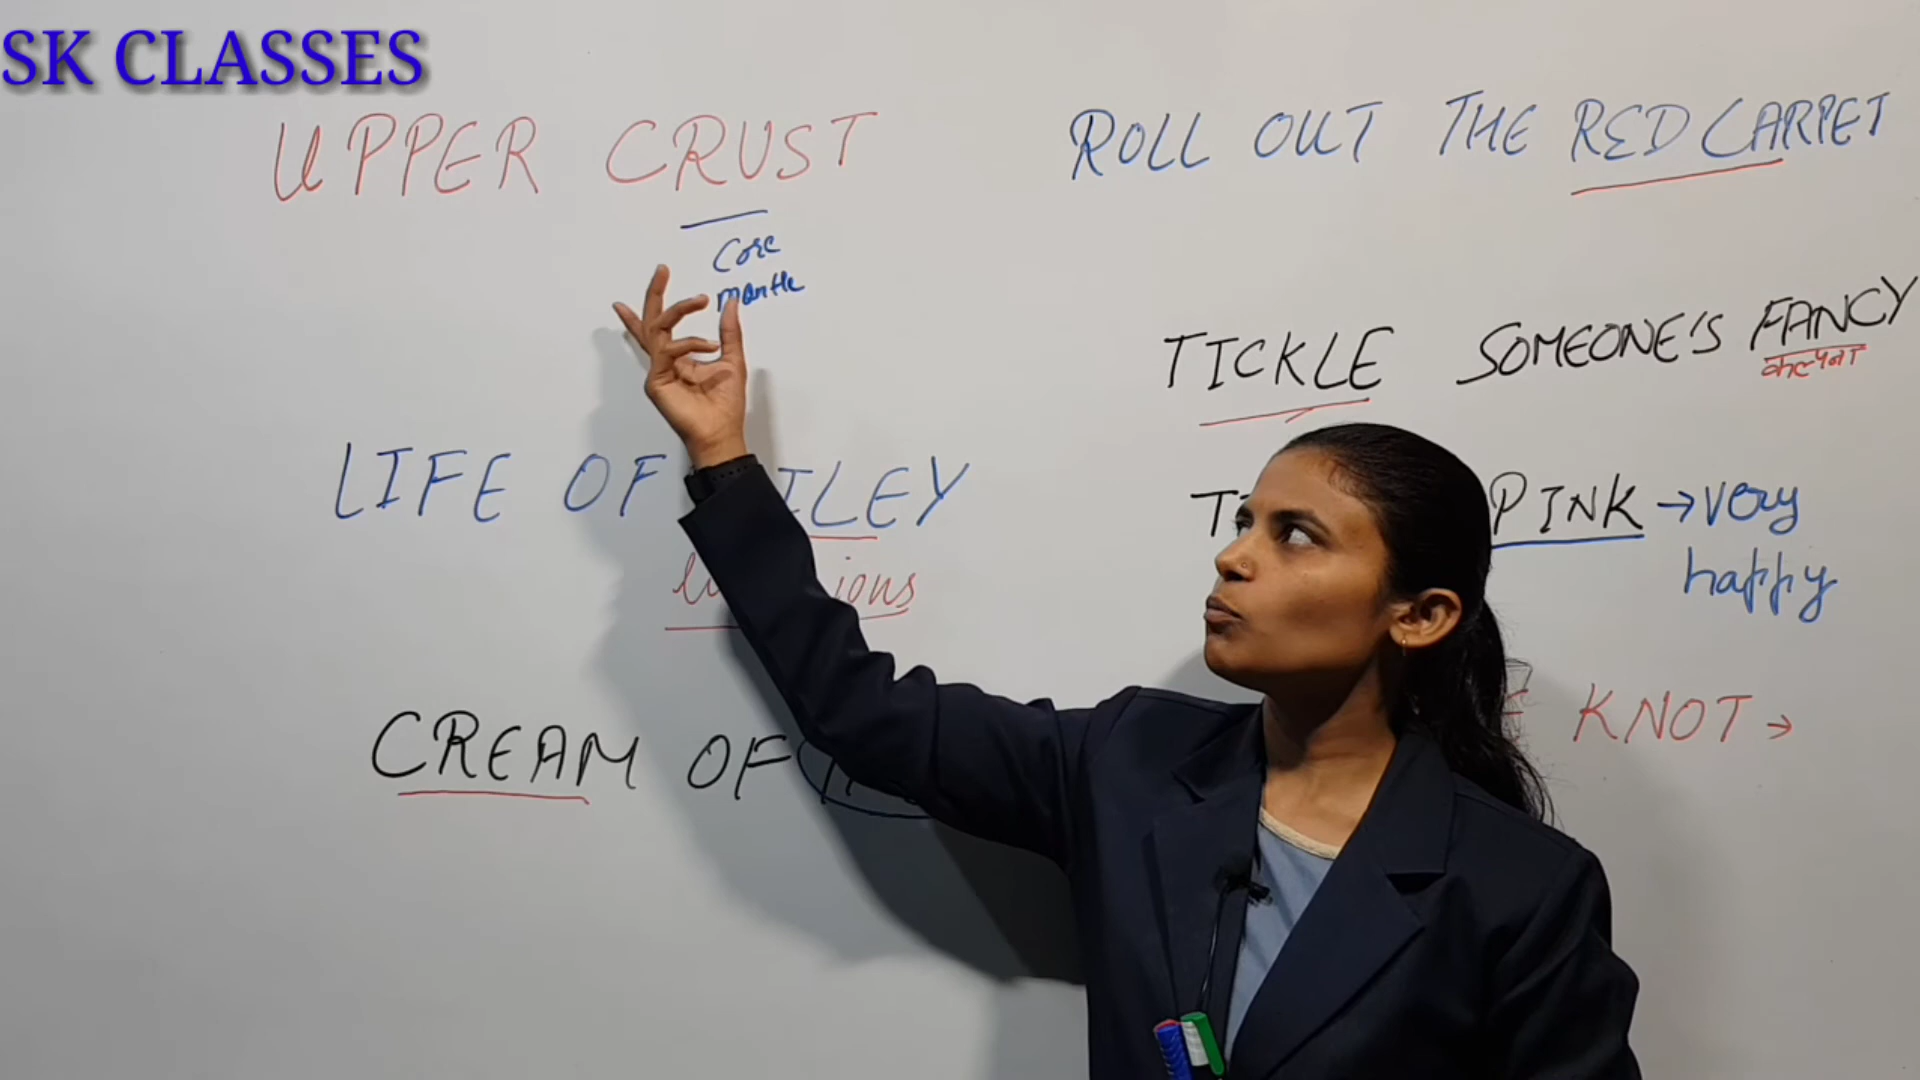 SK CLASSES
UPPER CRUST
Core
mantle
LIFE OF ILEY
CREAM OF
ROLL OUT THE RED CARPET
TICKLE SOMEONE'S FANCY
कल्पना
PINK → Very
happy
KNOT →